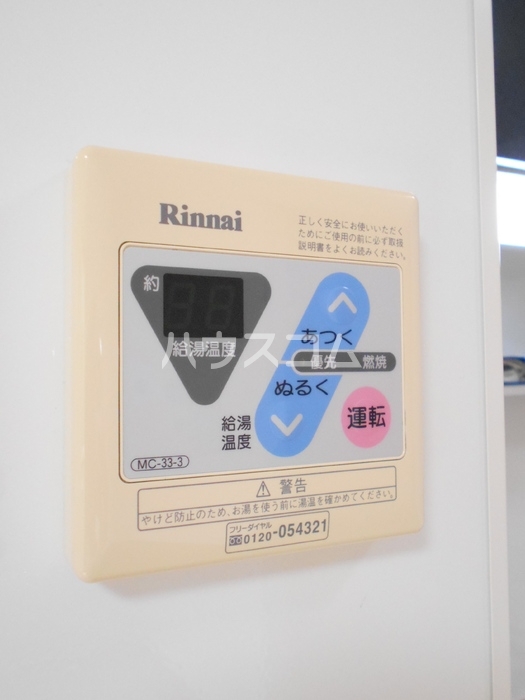 Rinnai
正しく安全にお使いいただく
ためにご使用の前に必ず取扱
説明書をよくお読みください。
約
給湯温度
あつく
優先 燃焼
ぬるく
給湯
温度
運転
MC-33-3
⚠ 警告
やけど防止のため、お湯を使う前に湯温を確かめてください。
フリーダイヤル
0120-054321
ハウスコム